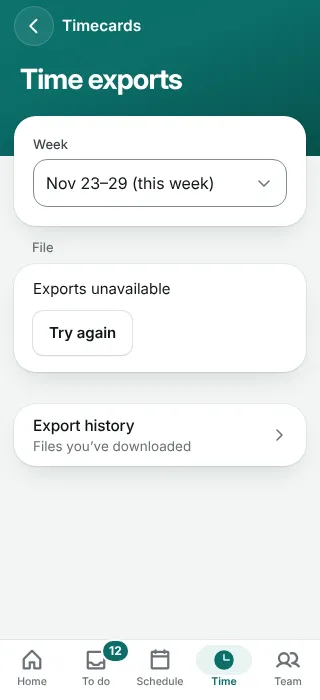 Timecards
Time exports
Week
Nov 23–29 (this week)
File
Exports unavailable
Try again
Export history
Files you’ve downloaded
12
Home
To do
Schedule
Time
Team